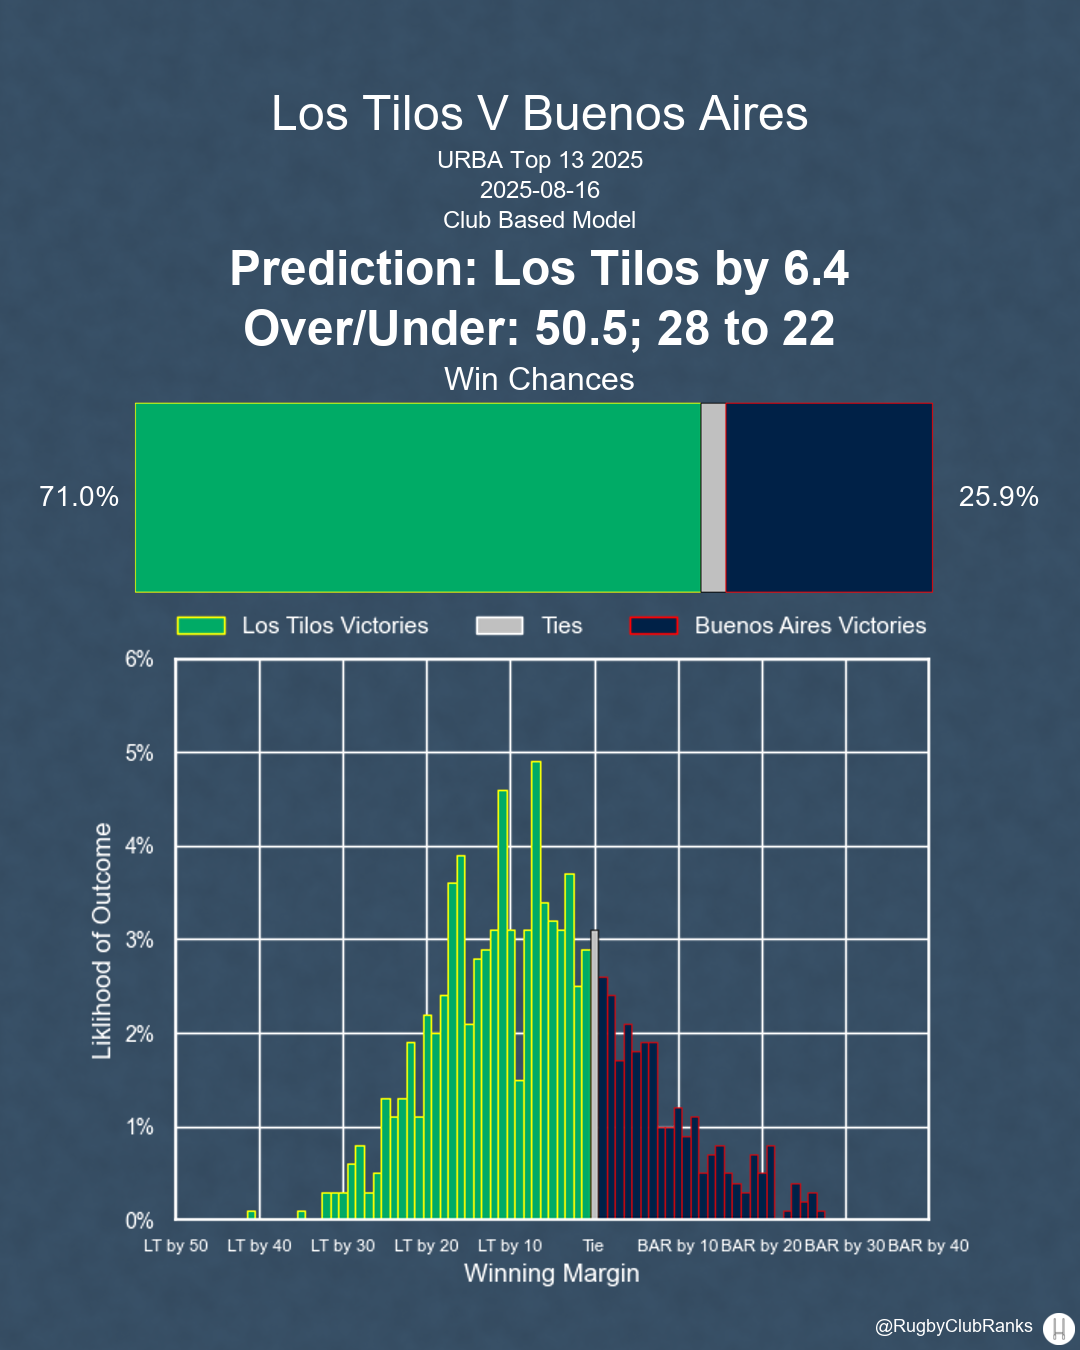 Los Tilos V Buenos Aires
URBA Top 13 2025
2025-08-16
Club Based Model
Prediction: Los Tilos by 6.4
Over/Under: 50.5; 28 to 22
Win Chances
71.0%
25.9%
Los Tilos Victories
Ties
Buenos Aires Victories
6%
5%
4%
3%
2%
1%
0%
Liklihood of Outcome
LT by 50
LT by 40
LT by 30
LT by 20
LT by 10
Tie
BAR by 10
BAR by 20
BAR by 30
BAR by 40
Winning Margin
@RugbyClubRanks